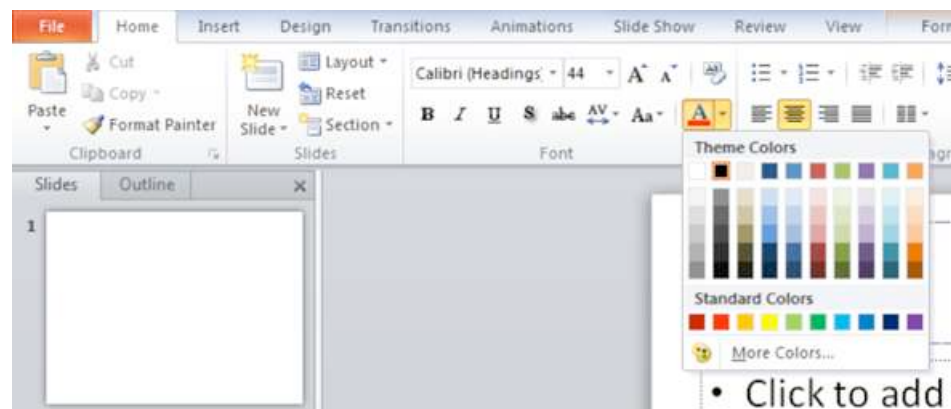 File Home Insert Design Transitions Animations Slide Show Review View
Cut
Copy
Format Painter
Paste
Clipboard
New
Slide
Layout
Reset
Section
Slides
Calibri (Headings 44 A A
B I U S abc AV Aa A
Font
Theme Colors
Standard Colors
More Colors...
Slides Outline
1
• Click to add